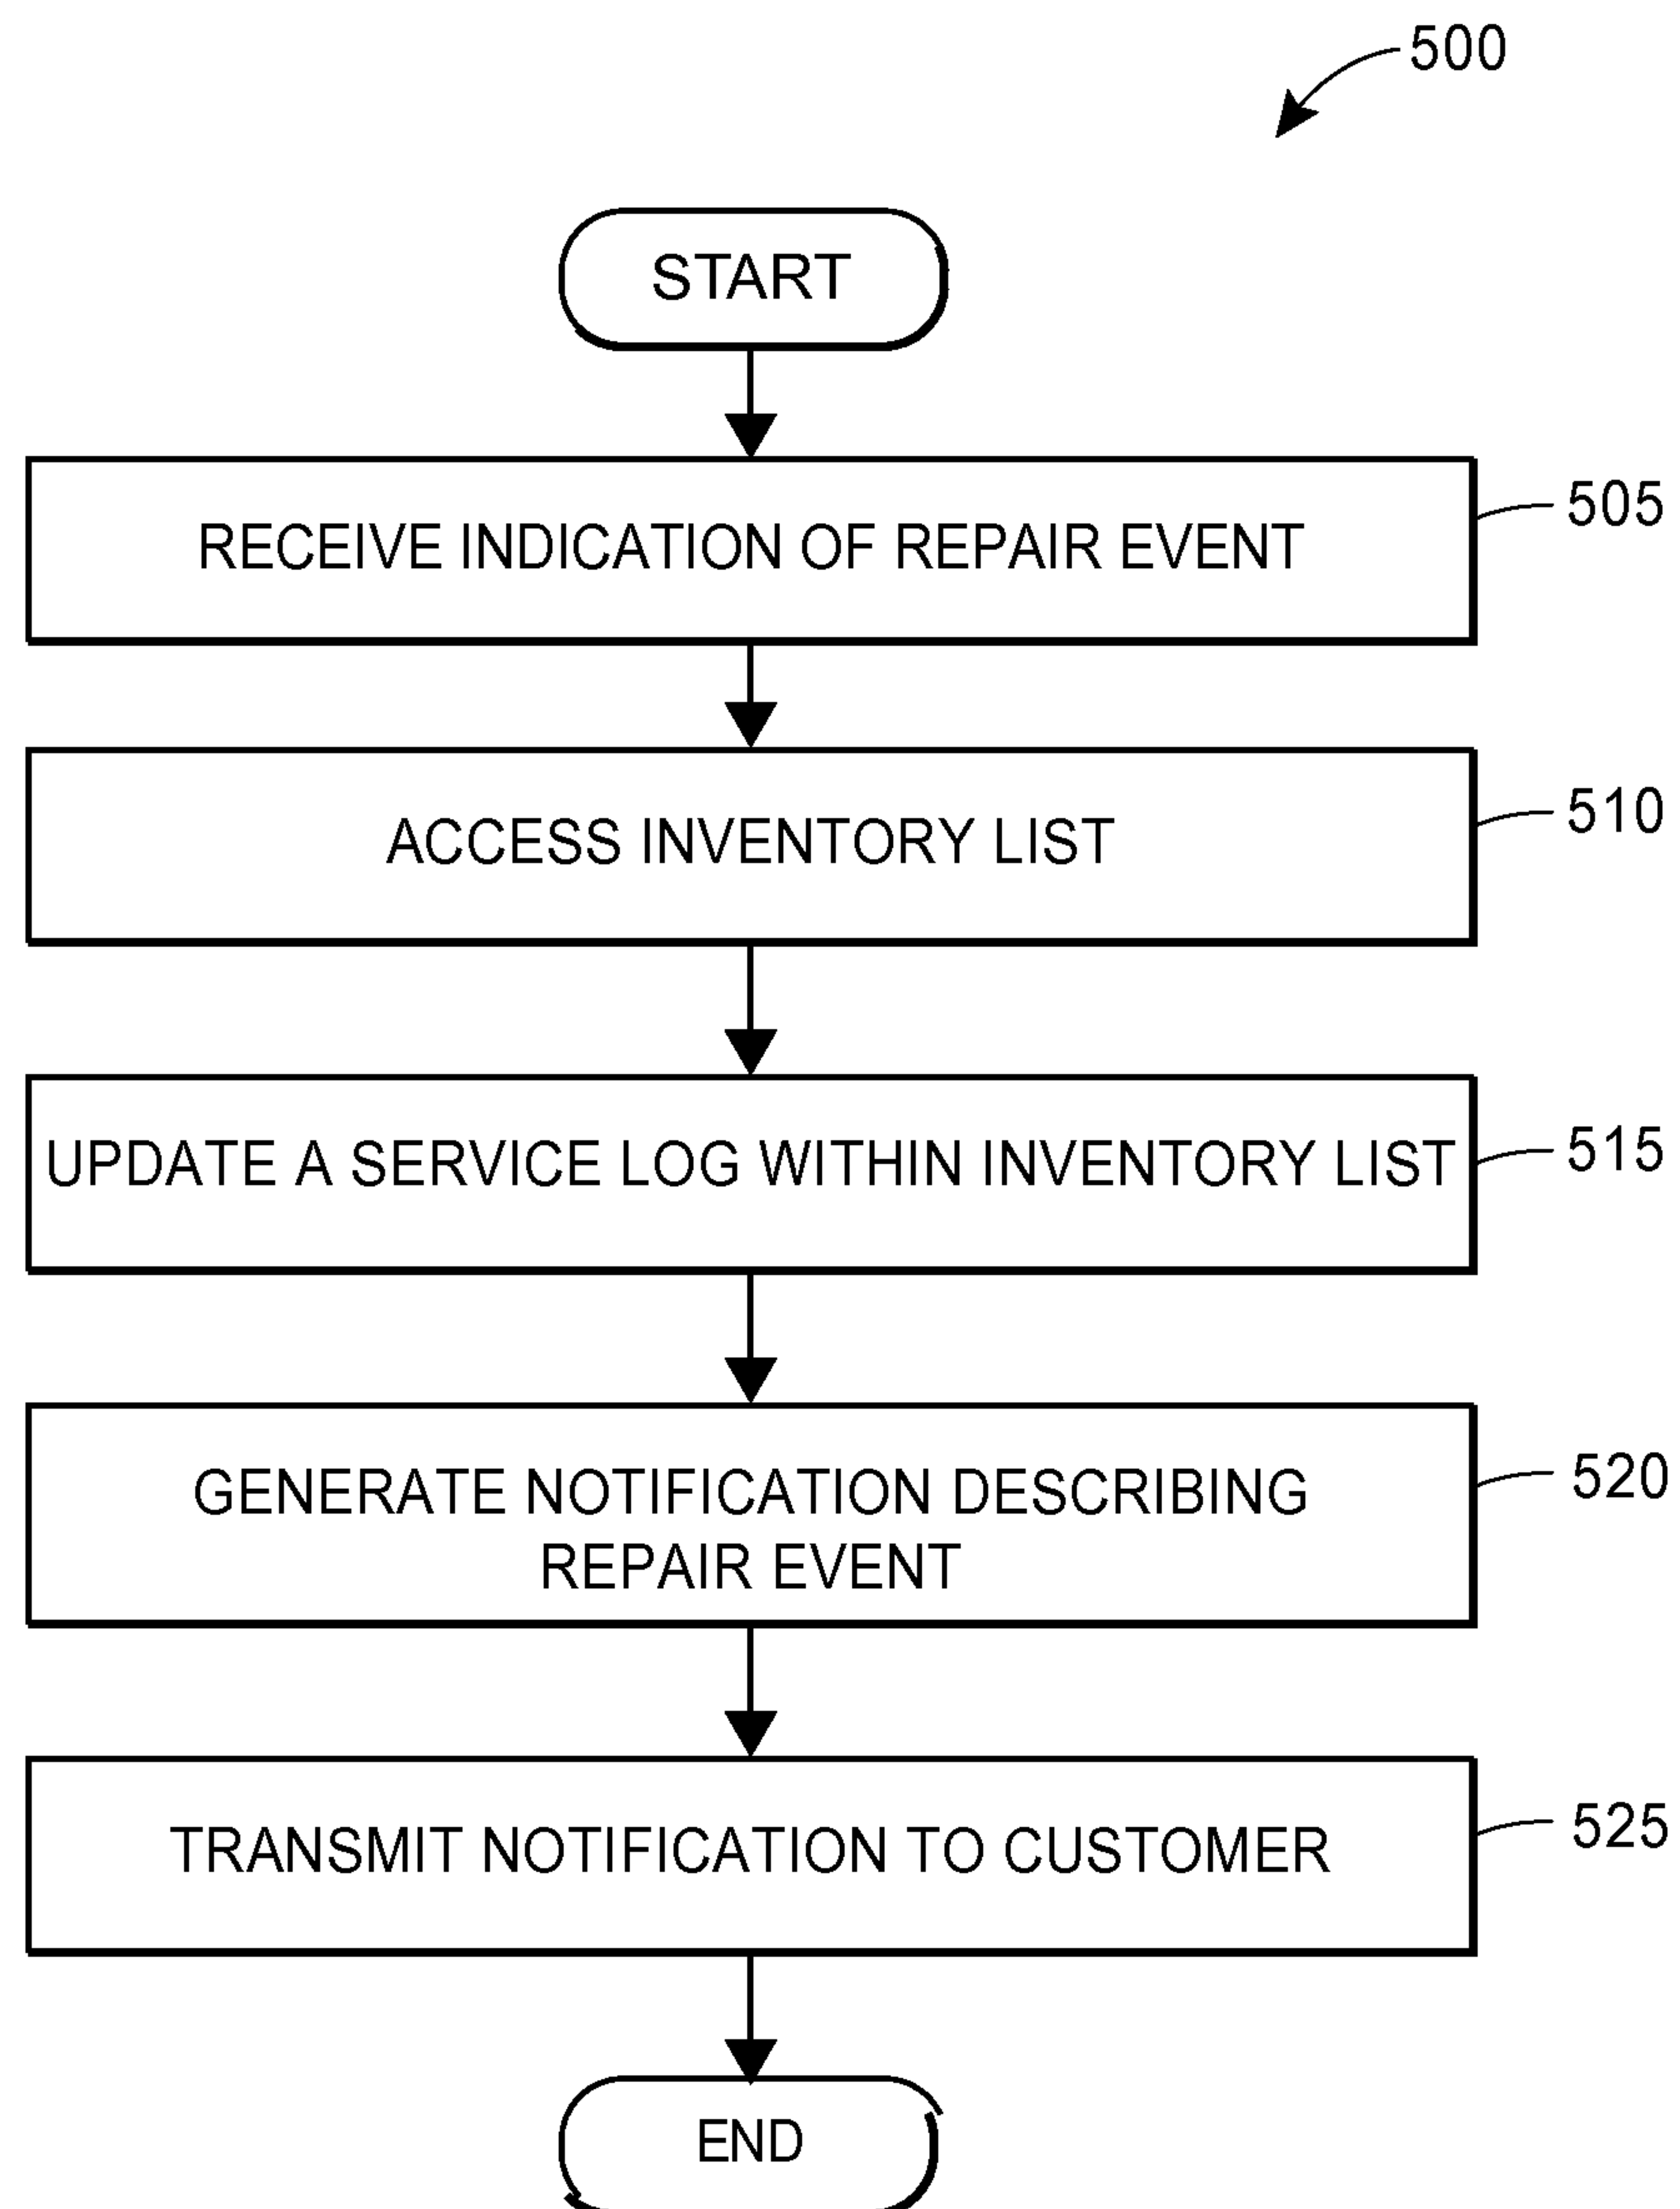 500
START
RECEIVE INDICATION OF REPAIR EVENT
505
ACCESS INVENTORY LIST
510
UPDATE A SERVICE LOG WITHIN INVENTORY LIST
515
GENERATE NOTIFICATION DESCRIBING
REPAIR EVENT
520
TRANSMIT NOTIFICATION TO CUSTOMER
525
END